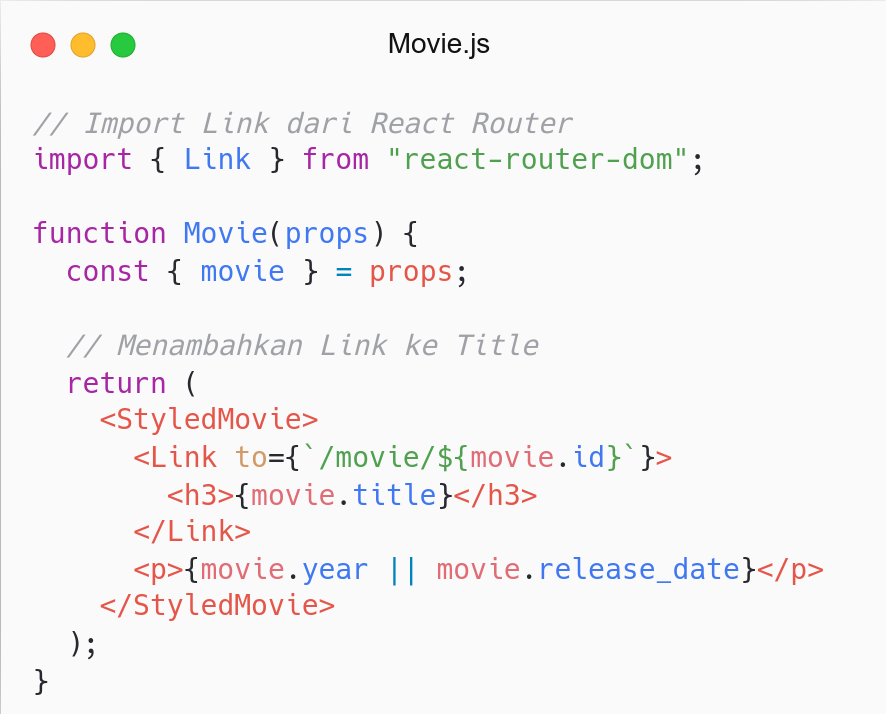 Movie.js
// Import Link dari React Router
import { Link } from "react-router-dom";
function Movie(props) {
  const { movie } = props;
  // Menambahkan Link ke Title
  return (
    <StyledMovie>
      <Link to={`/movie/${movie.id}`}>
        <h3>{movie.title}</h3>
      </Link>
      <p>{movie.year || movie.release_date}</p>
    </StyledMovie>
  );
}